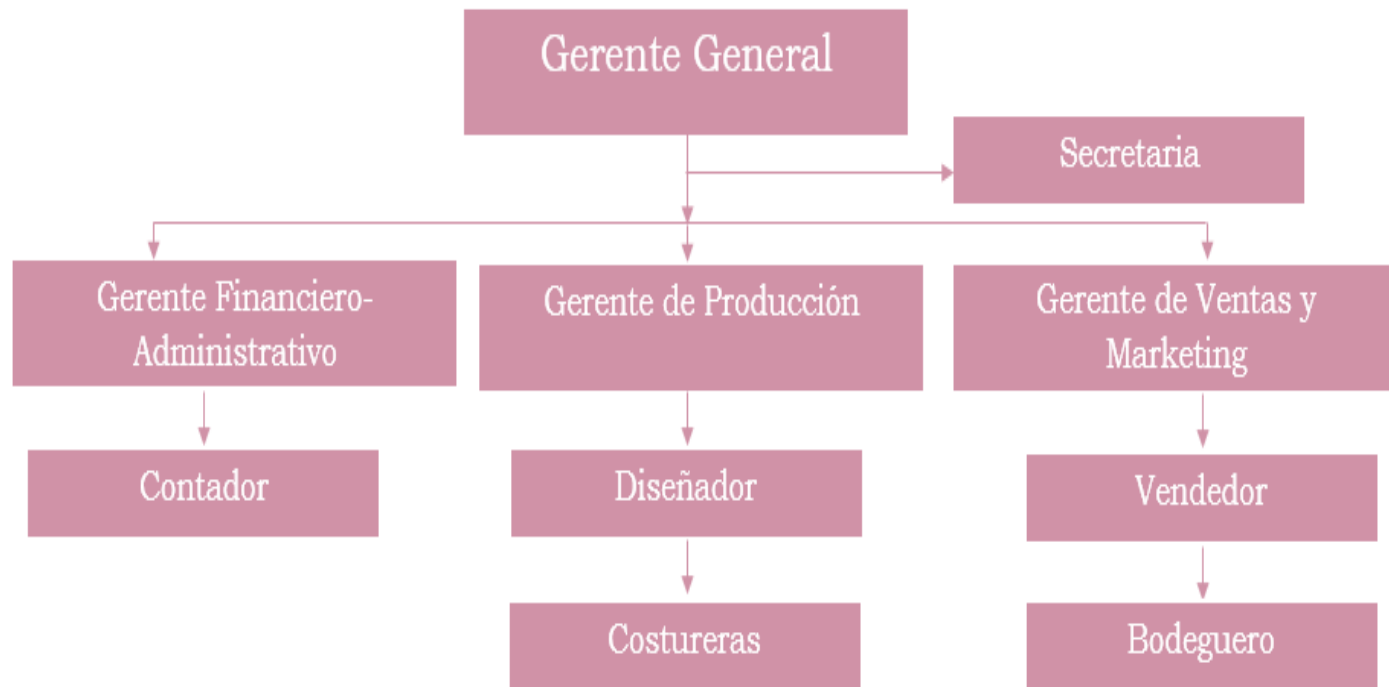 Gerente General
Secretaria
Gerente Financiero-
Administrativo
Gerente de Producción
Gerente de Ventas y
Marketing
Contador
Diseñador
Vendedor
Costureras
Bodeguero